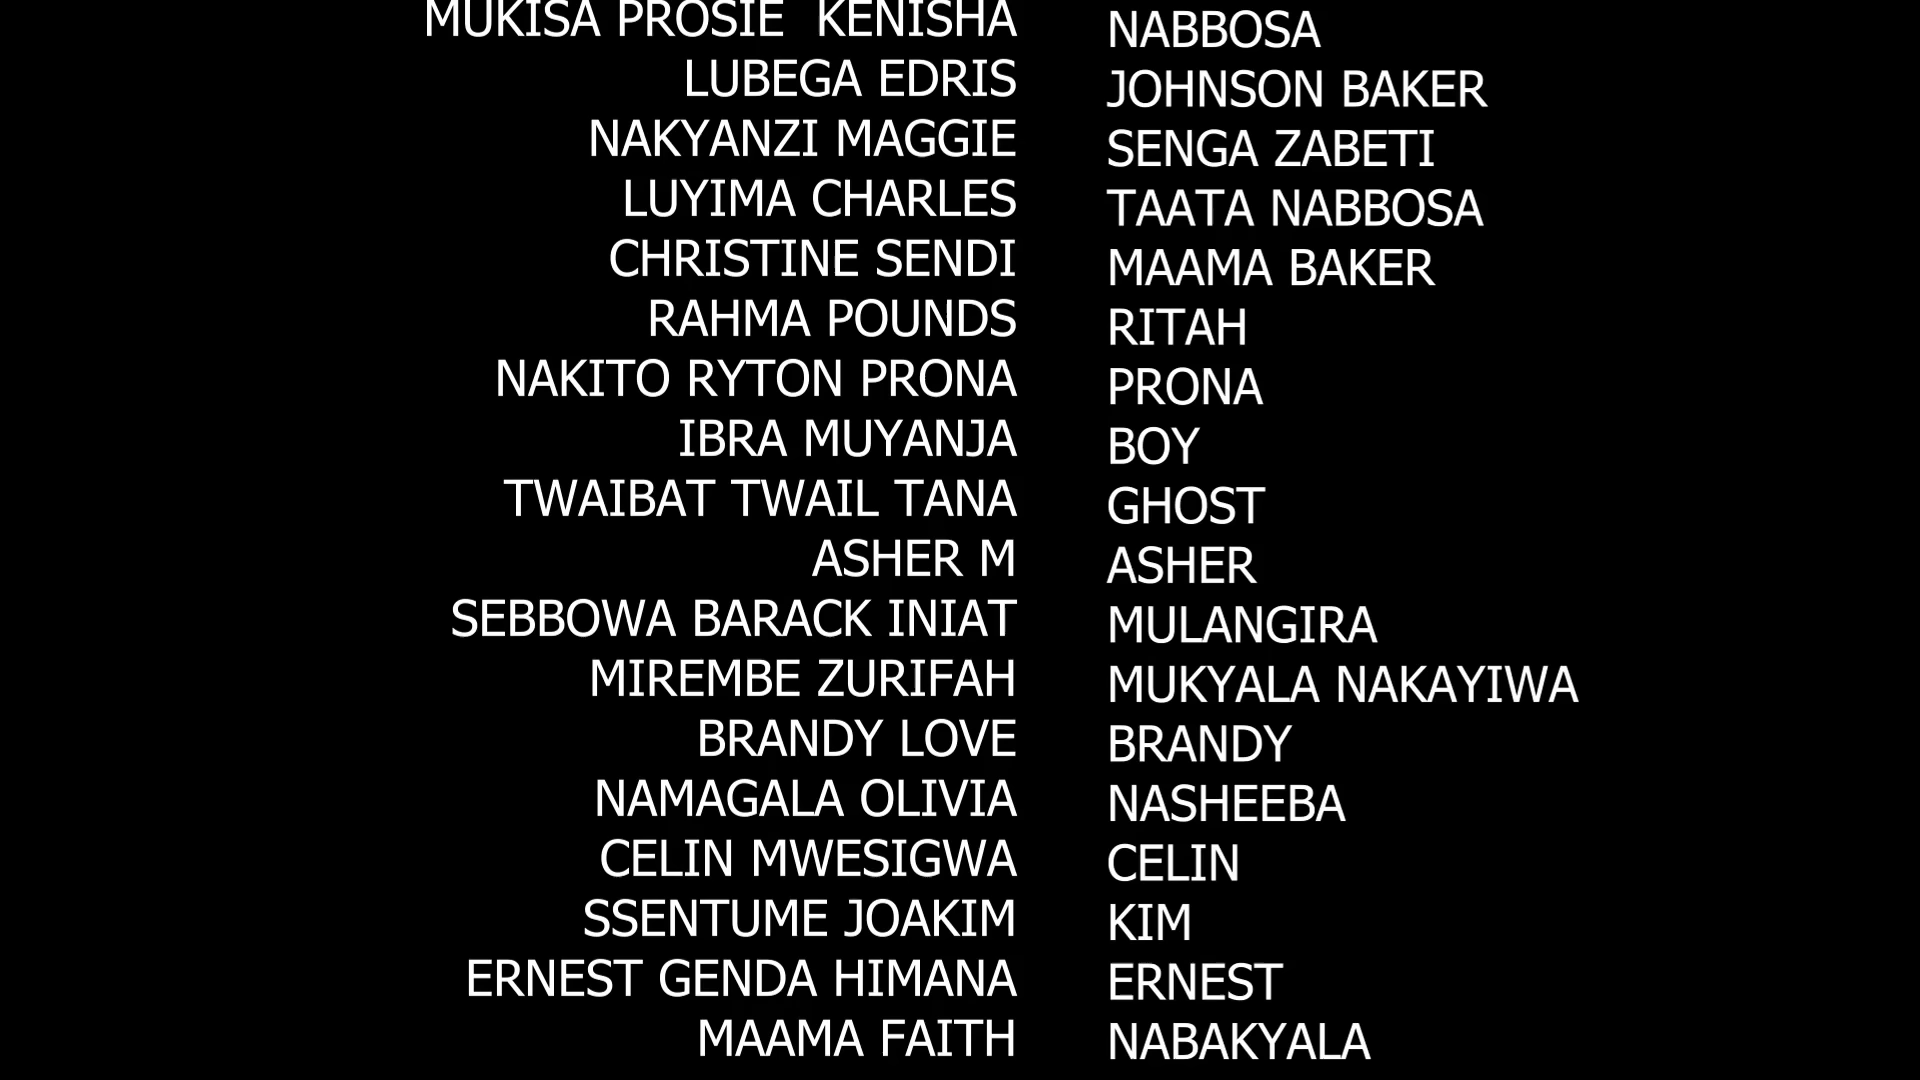 MUKISA PROSIE  KENISHA NABBOSA
LUBEGA EDRIS JOHNSON BAKER
NAKYANZI MAGGIE SENGA ZABETI
LUYIMA CHARLES TAATA NABBOSA
CHRISTINE SENDI MAAMA BAKER
RAHMA POUNDS RITAH
NAKITO RYTON PRONA PRONA
IBRA MUYANJA BOY
TWAIBAT TWAIL TANA GHOST
ASHER M ASHER
SEBBOWA BARACK INIAT MULANGIRA
MIREMBE ZURIFAH MUKYALA NAKAYIWA
BRANDY LOVE BRANDY
NAMAGALA OLIVIA NASHEEBA
CELIN MWESIGWA CELIN
SSENTUME JOAKIM KIM
ERNEST GENDA HIMANA ERNEST
MAAMA FAITH NABAKYALA